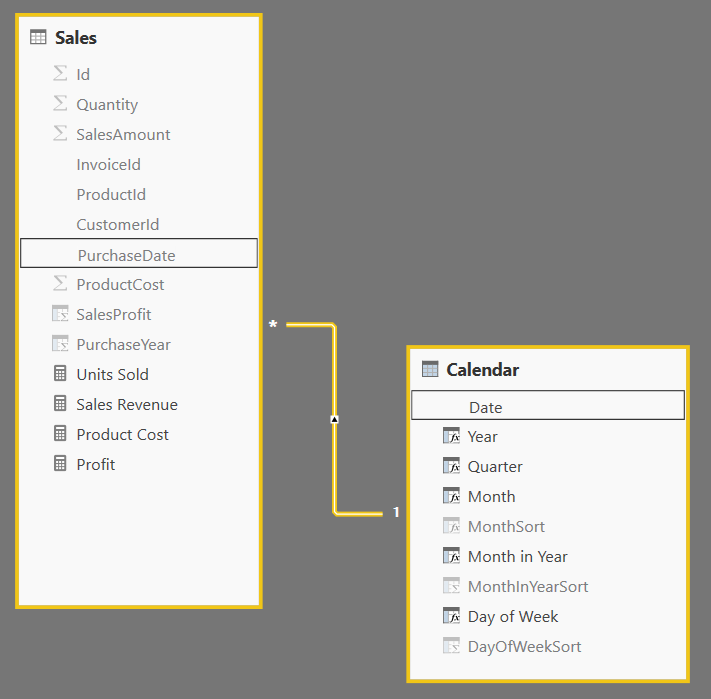 Sales
Id
Quantity
SalesAmount
InvoiceId
ProductId
CustomerId
PurchaseDate
ProductCost
SalesProfit
PurchaseYear
Units Sold
Sales Revenue
Product Cost
Profit
*
1
Calendar
Date
Year
Quarter
Month
MonthSort
Month in Year
MonthInYearSort
Day of Week
DayOfWeekSort